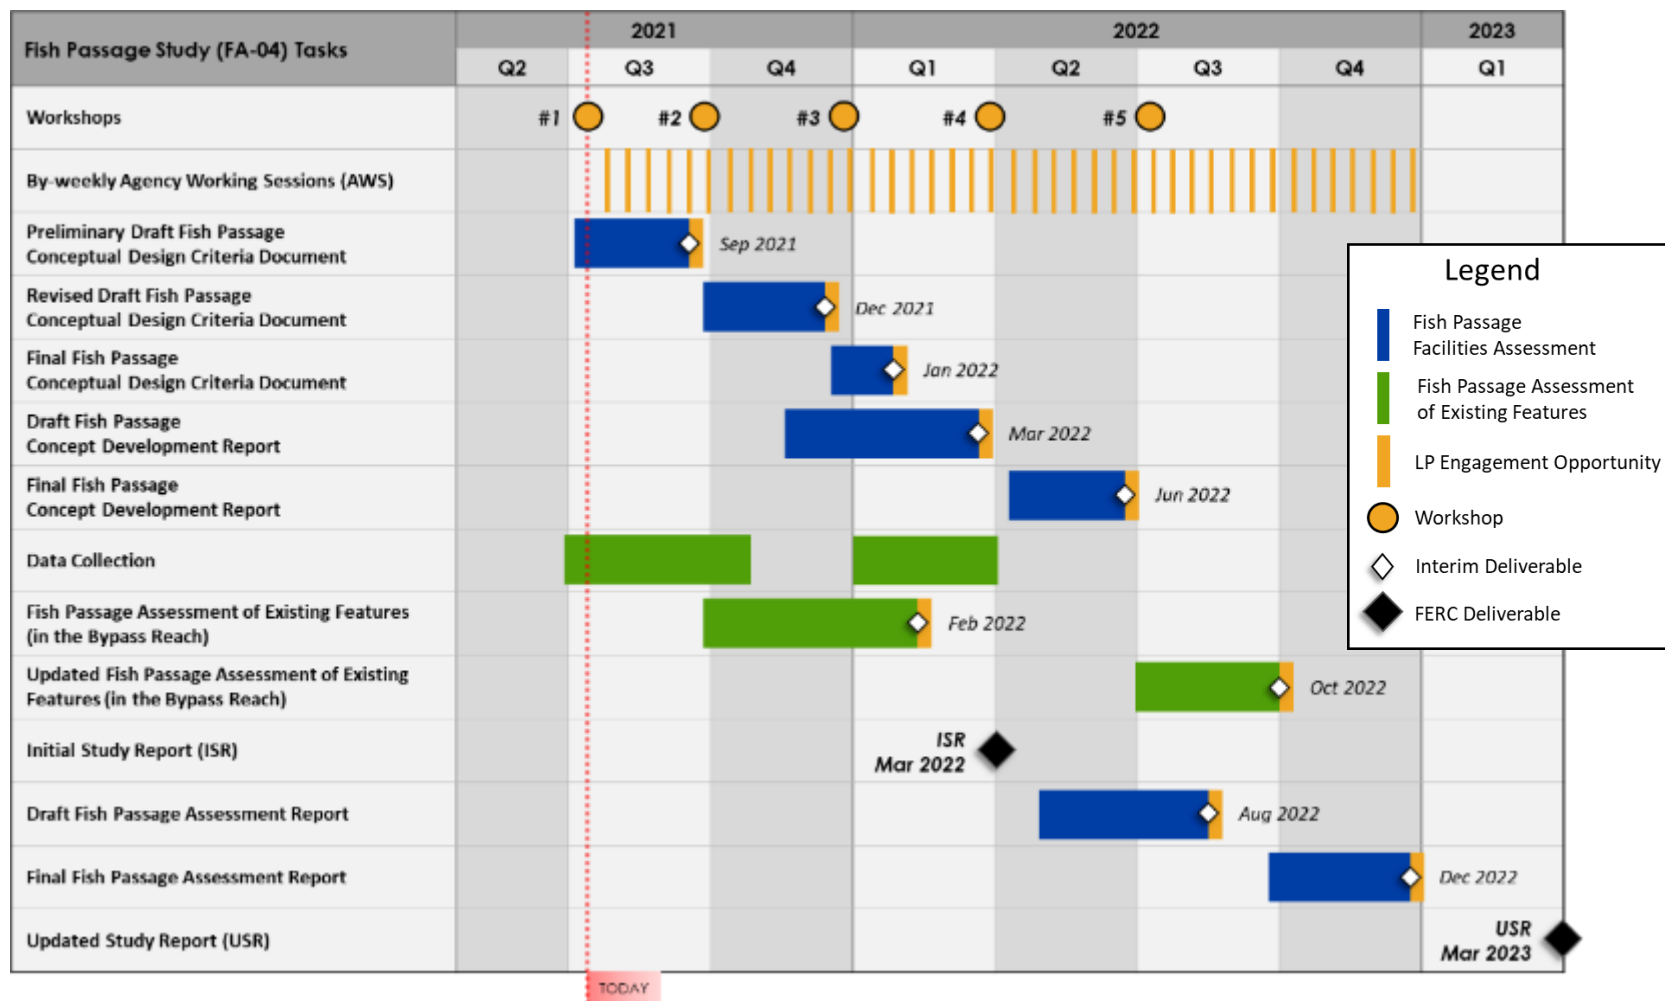 Fish Passage Study (FA-04) Tasks
2021
2022
2023
Q2
Q3
Q4
Q1
Q2
Q3
Q4
Q1
Workshops
#1
#2
#3
#4
#5
By-weekly Agency Working Sessions (AWS)
Preliminary Draft Fish Passage
Conceptual Design Criteria Document
Sep 2021
Revised Draft Fish Passage
Conceptual Design Criteria Document
Dec 2021
Final Fish Passage
Conceptual Design Criteria Document
Jan 2022
Draft Fish Passage
Concept Development Report
Mar 2022
Final Fish Passage
Concept Development Report
Jun 2022
Data Collection
Fish Passage Assessment of Existing Features
(in the Bypass Reach)
Feb 2022
Updated Fish Passage Assessment of Existing
Features (in the Bypass Reach)
Oct 2022
Initial Study Report (ISR)
ISR
Mar 2022
Draft Fish Passage Assessment Report
Aug 2022
Final Fish Passage Assessment Report
Dec 2022
Updated Study Report (USR)
USR
Mar 2023
TODAY
Legend
Fish Passage
Facilities Assessment
Fish Passage Assessment
of Existing Features
LP Engagement Opportunity
Workshop
Interim Deliverable
FERC Deliverable